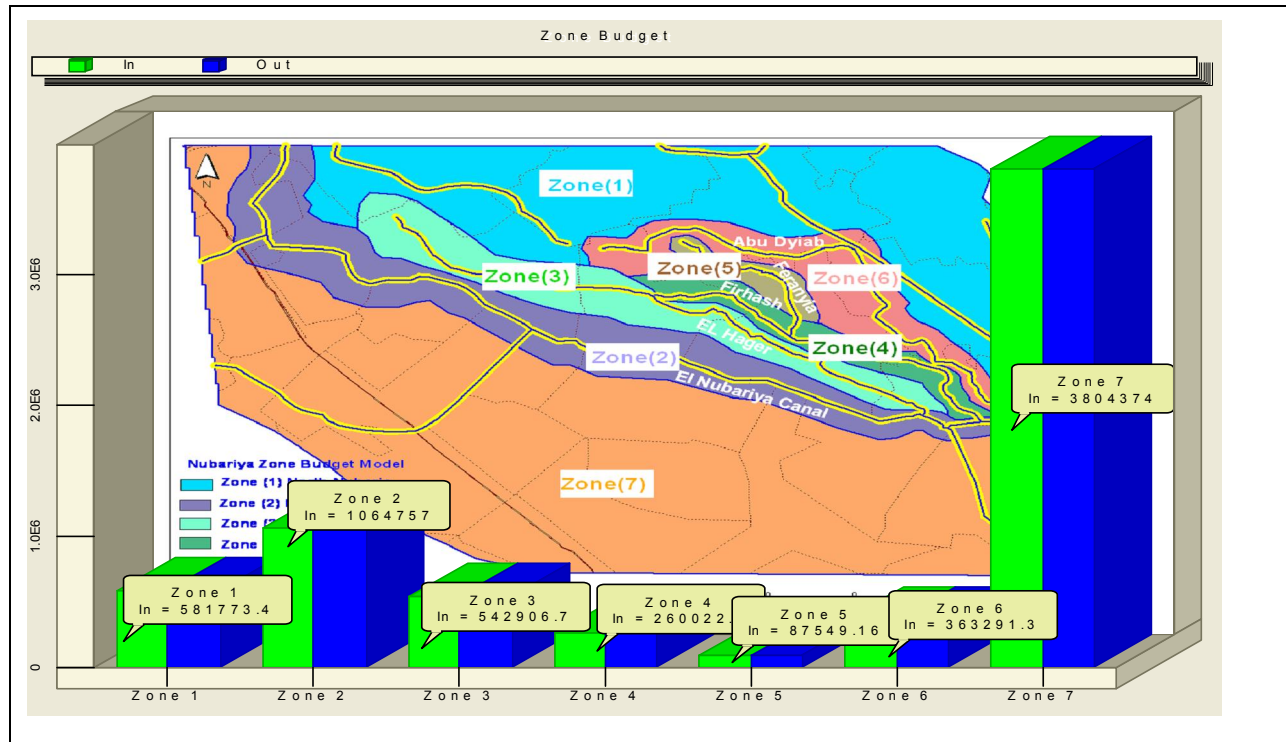 Zone Budget
In Out
Zone(1)
Abu Dyiab
Zone(5)
Zone(3)
Zone(6)
Feranyia
Firhash
EL Hager
Zone(4)
Zone(2)
El Nubariya Canal
Zone(7)
N
Nubariya Zone Budget Model
Zone (1)
Zone (2)
Zone
Zone
3.0E6
2.0E6
1.0E6
0
Zone 1
In = 581773.4
Zone 2
In = 1064757
Zone 3
In = 542906.7
Zone 4
In = 260022.
Zone 5
In = 87549.16
Zone 6
In = 363291.3
Zone 7
In = 3804374
Zone 1 Zone 2 Zone 3 Zone 4 Zone 5 Zone 6 Zone 7